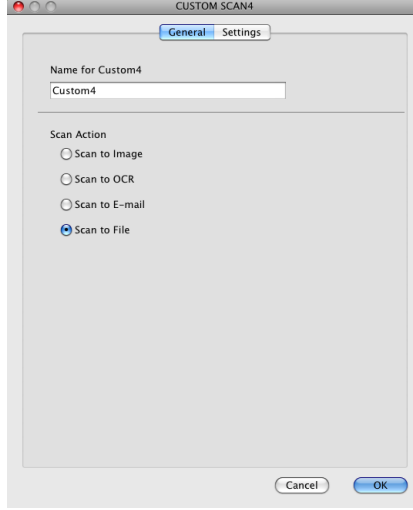 CUSTOM SCAN4
General Settings
Name for Custom4
Custom4
Scan Action
Scan to Image
Scan to OCR
Scan to E-mail
Scan to File
Cancel OK